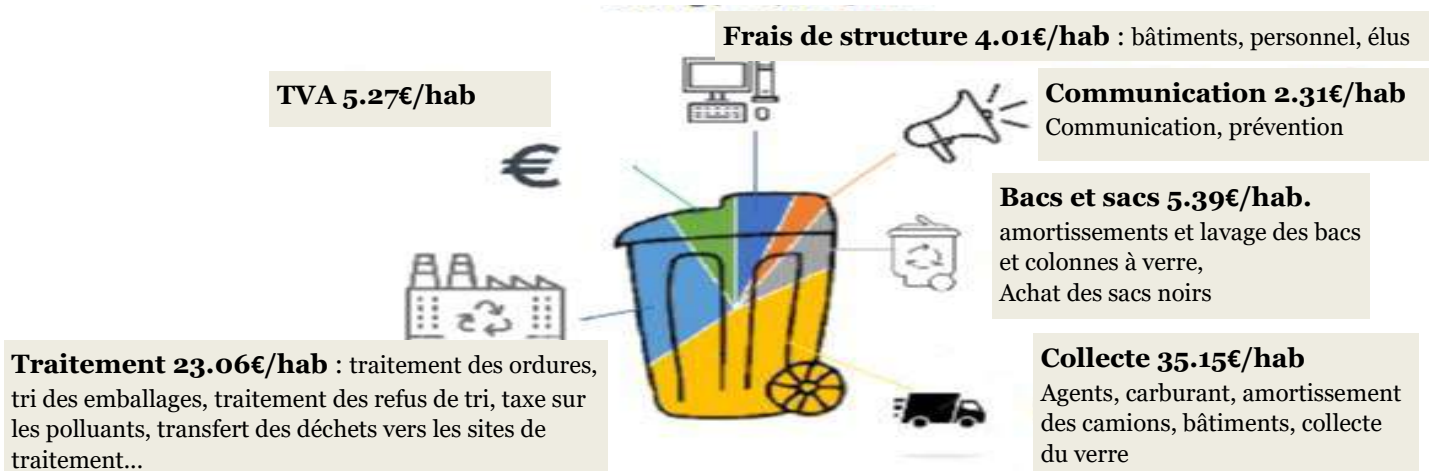 Frais de structure 4.01€/hab : bâtiments, personnel, élus
TVA 5.27€/hab
Communication 2.31€/hab
Communication, prévention
Bacs et sacs 5.39€/hab.
amortissements et lavage des bacs
et colonnes à verre,
Achat des sacs noirs
Traitement 23.06€/hab : traitement des ordures,
tri des emballages, traitement des refus de tri, taxe sur
les polluants, transfert des déchets vers les sites de
traitement...
Collecte 35.15€/hab
Agents, carburant, amortissement
des camions, bâtiments, collecte
du verre